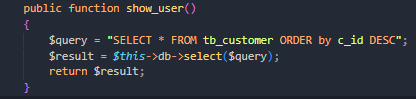 public function show_user()
{
$query = "SELECT * FROM tb_customer ORDER by c_id DESC";
$result = $this->db->select($query);
return $result;
}